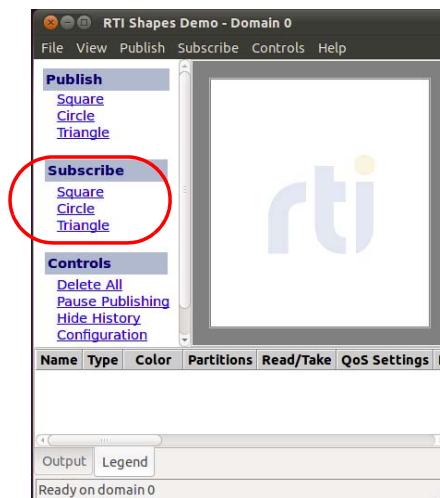 RTI Shapes Demo - Domain 0
File View Publish Subscribe Controls Help
Publish
Square
Circle
Triangle
Subscribe
Square
Circle
Triangle
Controls
Delete All
Pause Publishing
Hide History
Configuration
rti
Name Type Color Partitions Read/Take QoS Settings
Output Legend
Ready on domain 0